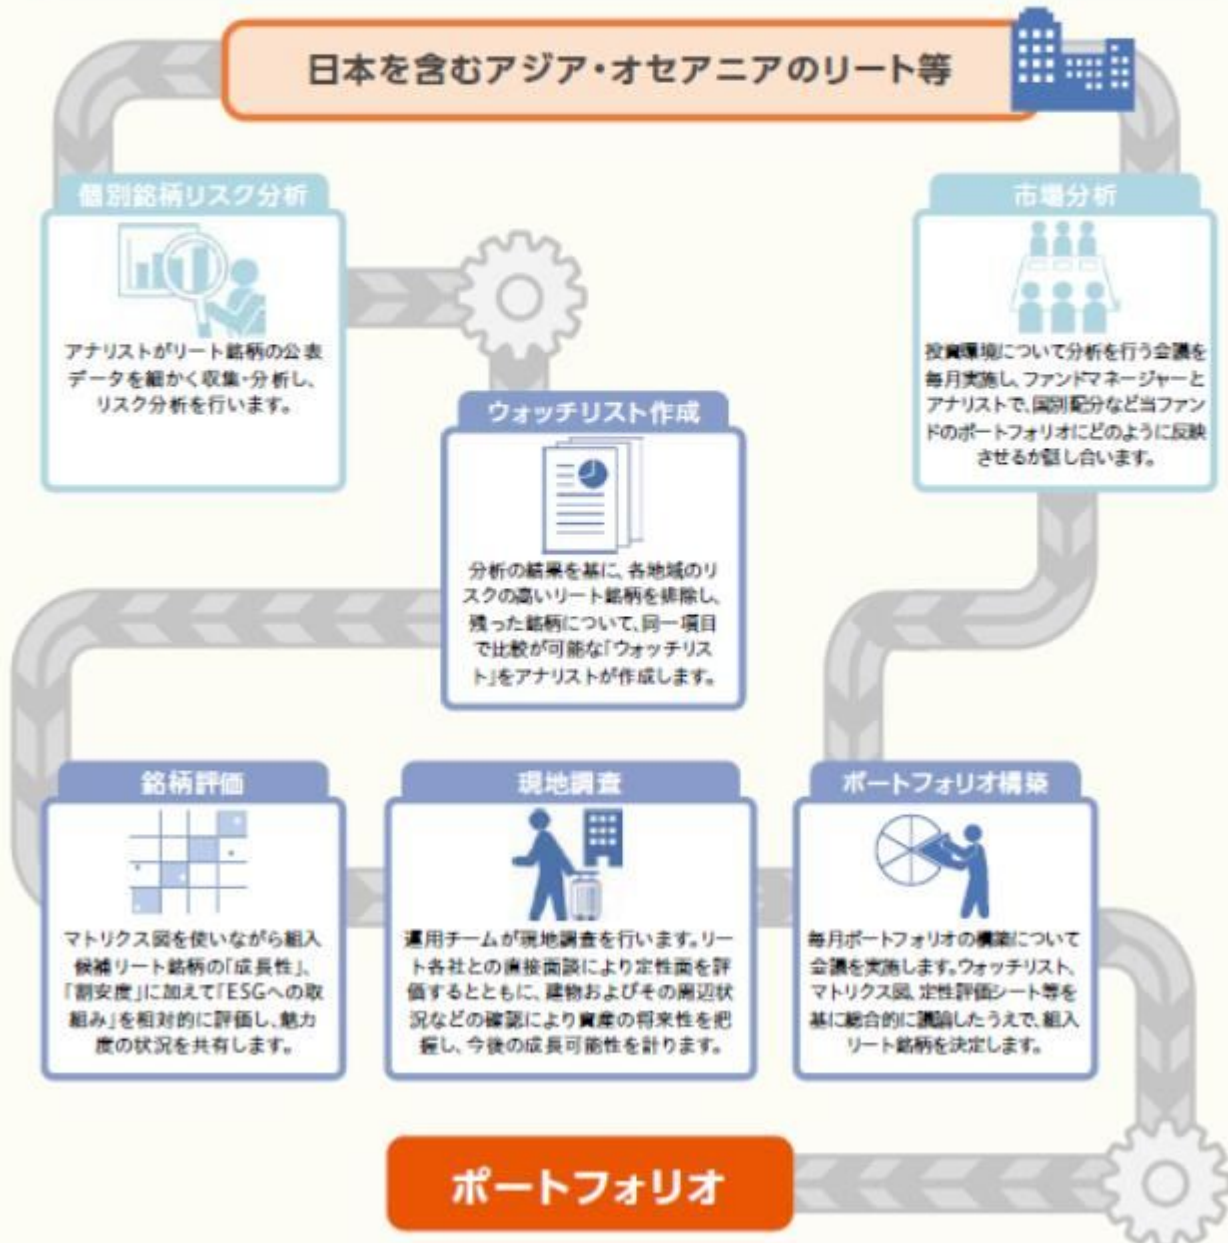 日本を含むアジア・オセアニアのリート等
個別銘柄リスク分析
アナリストがリート銘柄の公表
データを細かく収集・分析し、
リスク分析を行います。
市場分析
投資環境について分析を行う会議を
毎月実施し、ファンドマネージャーと
アナリストで、国別配分など当ファン
ドのポートフォリオにどのように反映
させるか話し合います。
ウォッチリスト作成
分析の結果を基に、各地域のリ
スクの高いリート銘柄を排除し、
残った銘柄について、同一項目
で比較が可能な「ウォッチリス
ト」をアナリストが作成します。
銘柄評価
マトリクス図を使いながら組入
候補リート銘柄の「成長性」、
「割安度」に加えて「ESGへの取
組み」を相対的に評価し、魅力
度の状況を共有します。
現地調査
運用チームが現地調査を行います。リー
ト各社との直接面談により定性面を評
価するとともに、建物およびその周辺状
況などの確認により資産の将来性を把
握し、今後の成長可能性を計ります。
ポートフォリオ構築
毎月ポートフォリオの構築について
会議を実施します。ウォッチリスト、
マトリクス図、定性評価シート等を
基に総合的に議論したうえで、組入
リート銘柄を決定します。
ポートフォリオ